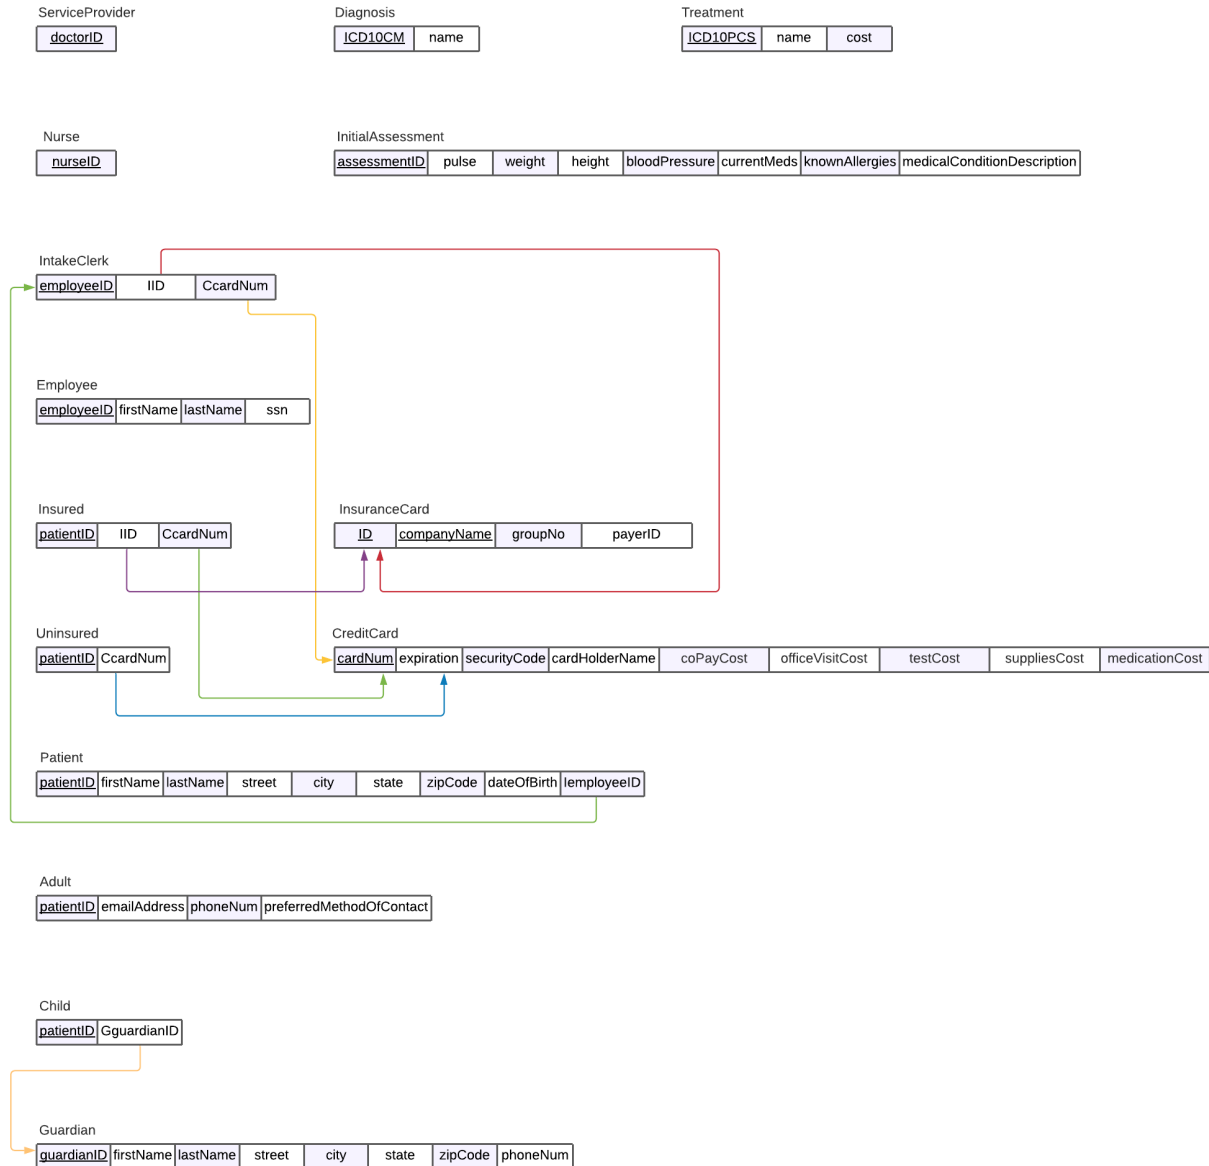 ServiceProvider Diagnosis Treatment
doctorID ICD10CM name ICD10PCS name cost
Nurse InitialAssessment
nurseID assessmentID pulse weight height bloodPressure currentMeds knownAllergies medicalConditionDescription
IntakeClerk
employeeID IID CcardNum
Employee
employeeID firstName lastName ssn
Insured InsuranceCard
patientID IID CcardNum ID companyName groupNo payerID
Uninsured CreditCard
patientID CcardNum cardNum expiration securityCode cardHolderName coPayCost officeVisitCost testCost suppliesCost medicationCost
Patient
patientID firstName lastName street city state zipCode dateOfBirth IemployeeID
Adult
patientID emailAddress phoneNum preferredMethodOfContact
Child
patientID GguardianID
Guardian
guardianID firstName lastName street city state zipCode phoneNum